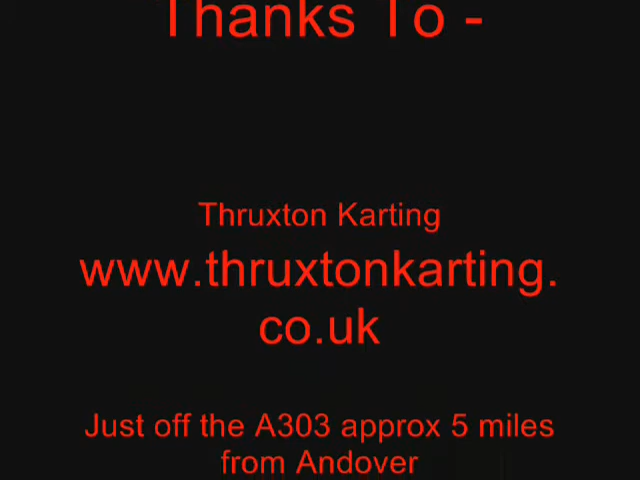 Thanks To -
Thruxton Karting
www.thruxtonkarting.
co.uk
Just off the A303 approx 5 miles
from Andover